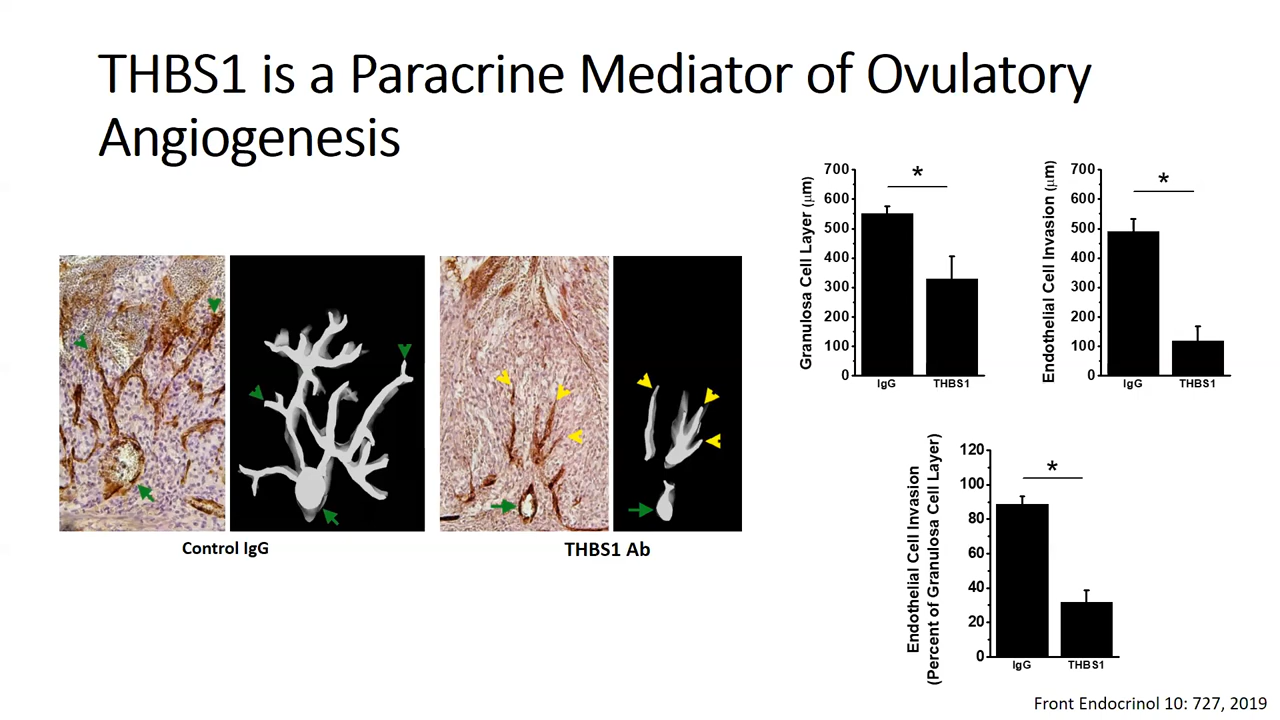 THBS1 is a Paracrine Mediator of Ovulatory
Angiogenesis
Control IgG
THBS1 Ab
Granulosa Cell Layer (μm)
700
600
500
400
300
200
100
0
*
IgG THBS1
Endothelial Cell Invasion (μm)
700
600
500
400
300
200
100
0
*
IgG THBS1
Endothelial Cell Invasion
(Percent of Granulosa Cell Layer)
120
100
80
60
40
20
0
*
IgG THBS1
Front Endocrinol 10: 727, 2019